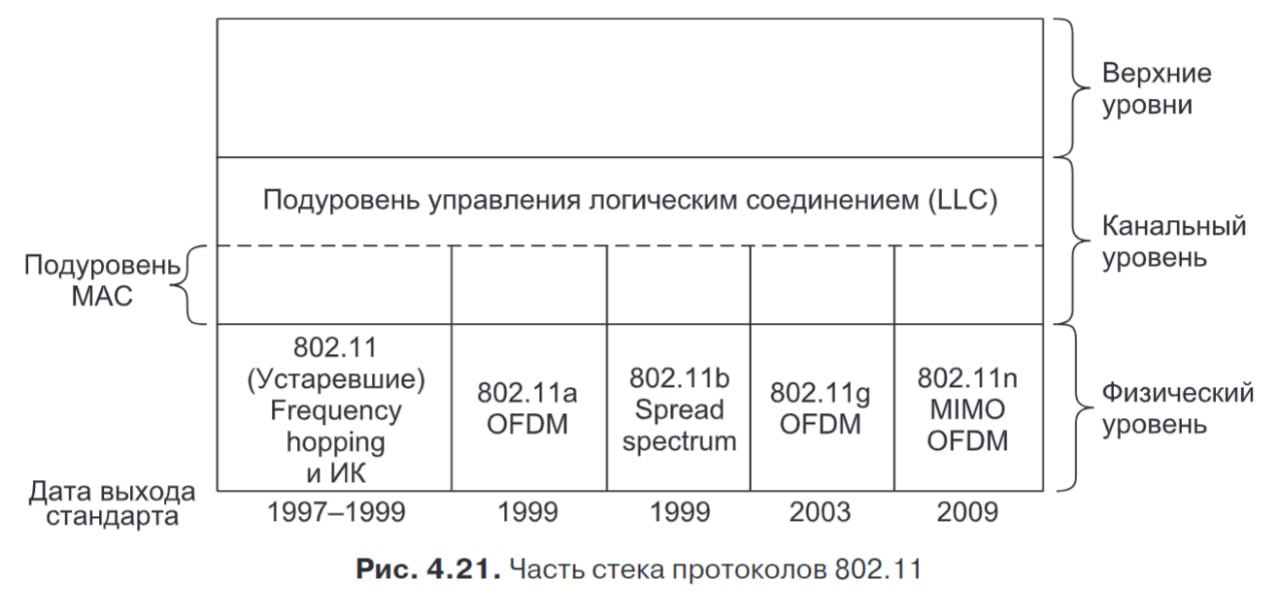 Верхние
уровни
Подуровень управления логическим соединением (LLC)
Канальный
уровень
Подуровень
MAC
802.11
(Устаревшие)
Frequency
hopping
и ИК
802.11a
OFDM
802.11b
Spread
spectrum
802.11g
OFDM
802.11n
MIMO
OFDM
Физический
уровень
Дата выхода
стандарта
1997–1999
1999
1999
2003
2009
Рис. 4.21. Часть стека протоколов 802.11